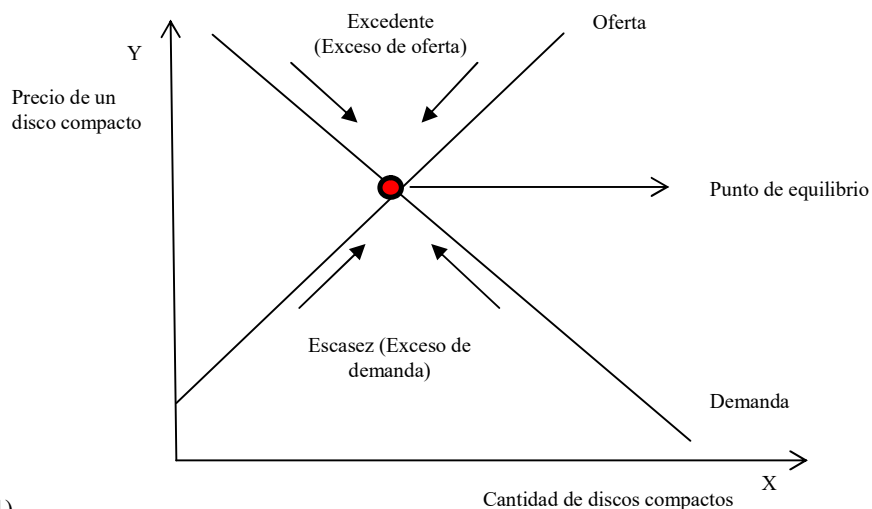 Excedente
(Exceso de oferta)
Oferta
Y
Precio de un
disco compacto
Punto de equilibrio
Escasez (Exceso de
demanda)
Demanda
X
Cantidad de discos compactos